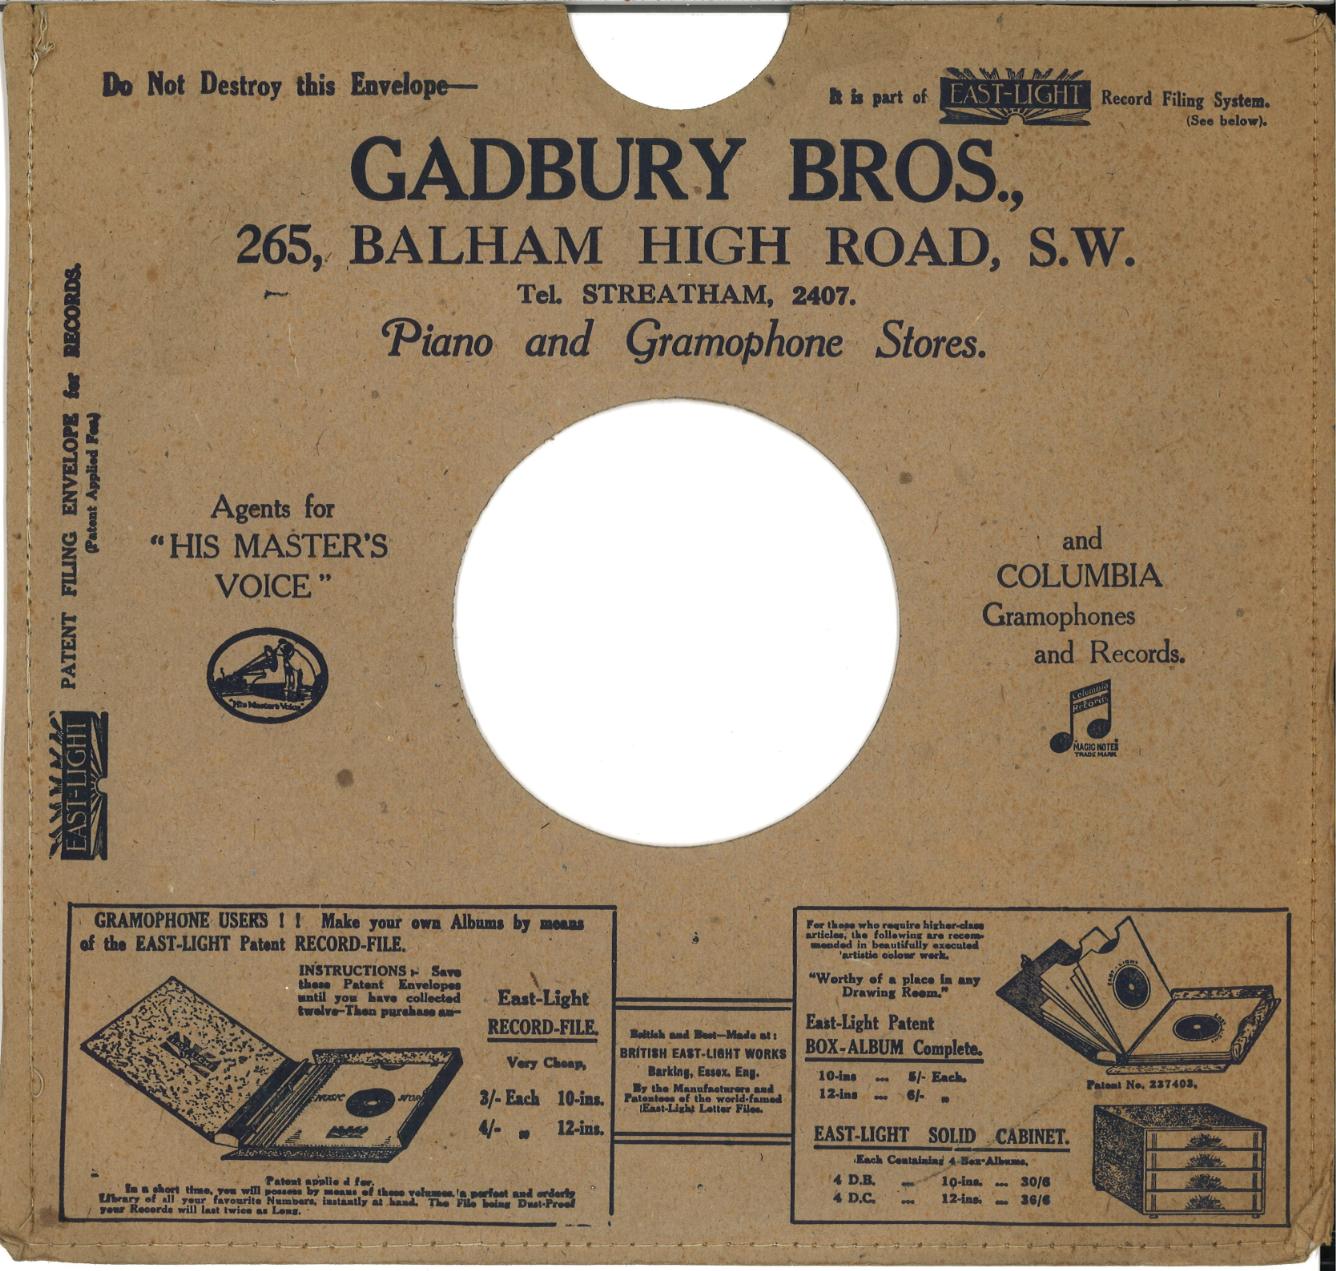 Do Not Destroy this Envelope—
It is part of EAST-LIGHT Record Filing System.
(See below).
GADBURY BROS.,
265, BALHAM HIGH ROAD, S.W.
Tel. STREATHAM, 2407.
Piano and Gramophone Stores.
PATENT FILING ENVELOPE for RECORDS.
(Patent Applied For.)
EAST-LIGHT
Agents for
"HIS MASTER'S
VOICE"
"His Master's Voice"
and
COLUMBIA
Gramophones
and Records.
Columbia
Records
"MAGIC NOTES"
TRADE MARK
GRAMOPHONE USERS ! ! Make your own Albums by means
of the EAST-LIGHT Patent RECORD-FILE.
INSTRUCTIONS :- Save
these Patent Envelopes
until you have collected
twelve—Then purchase an—
East-Light
RECORD-FILE.
Very Cheap,
3/- Each 10-ins.
4/- „ 12-ins.
Patent applied for.
In a short time, you will possess by means of these volumes, a perfect and orderly
Library of all your favourite Numbers, instantly at hand. The File being Dust-Proof
your Records will last twice as Long.
British and Best—Made at:
BRITISH EAST-LIGHT WORKS
Barking, Essex. Eng.
By the Manufacturers and
Patentees of the world-famed
East-Light Letter Files.
For those who require higher-class
articles, the following are recom-
mended in beautifully executed
artistic colour work.
"Worthy of a place in any
Drawing Room."
East-Light Patent
BOX-ALBUM Complete.
10-ins ... 5/- Each.
12-ins ... 6/- „
Patent No. 237403.
EAST-LIGHT SOLID CABINET.
Each Containing 4 Box-Albums.
4 D.B. ... 10-ins. ... 30/6
4 D.C. ... 12-ins. ... 36/6